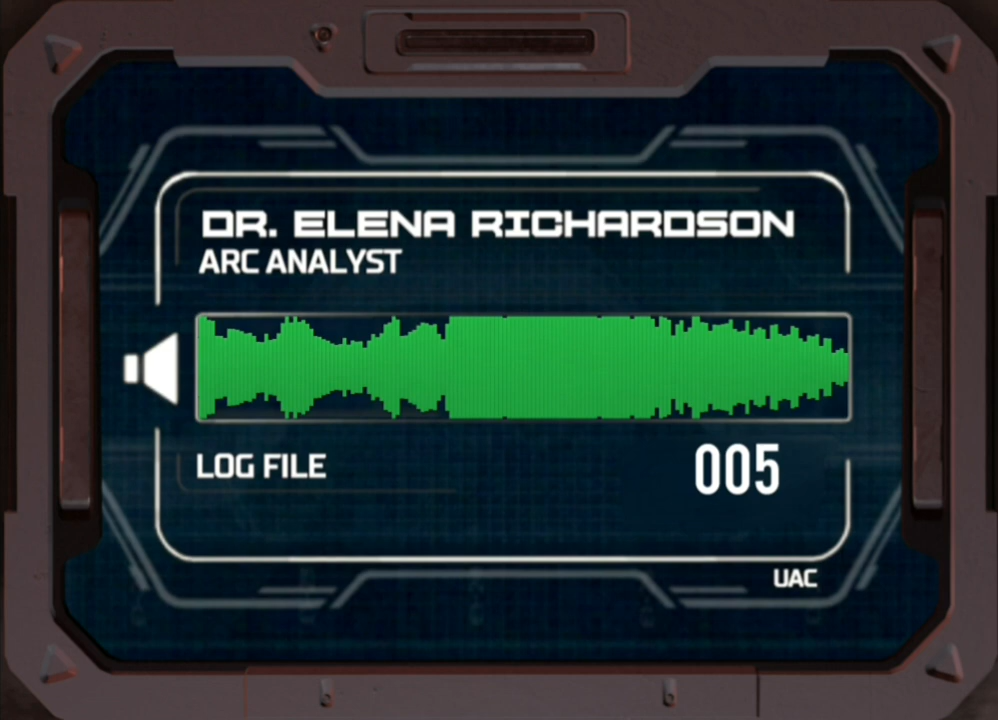 DR. ELENA RICHARDSON
ARC ANALYST
LOG FILE
005
UAC